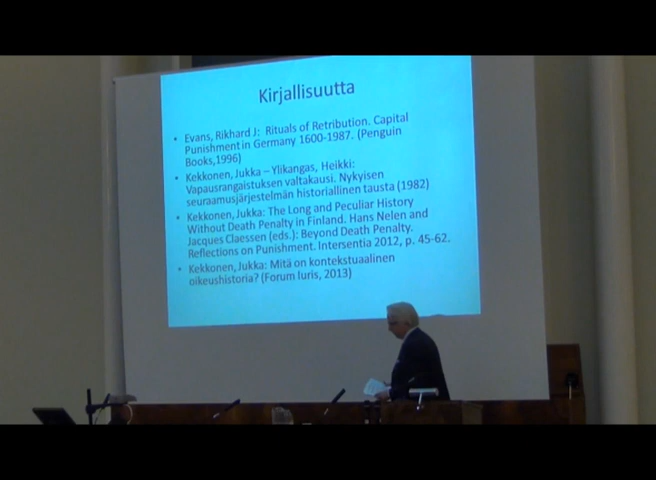 Kirjallisuutta
• Evans, Rikhard J: Rituals of Retribution. Capital
Punishment in Germany 1600-1987. (Penguin
Books,1996)
• Kekkonen, Jukka – Ylikangas, Heikki:
Vapausrangaistuksen valtakausi. Nykyisen
seuraamusjärjestelmän historiallinen tausta (1982)
• Kekkonen, Jukka: The Long and Peculiar History
Without Death Penalty in Finland. Hans Nelen and
Jacques Claessen (eds.): Beyond Death Penalty.
Reflections on Punishment. Intersentia 2012, p. 45-62.
• Kekkonen, Jukka: Mitä on kontekstuaalinen
oikeushistoria? (Forum Iuris, 2013)